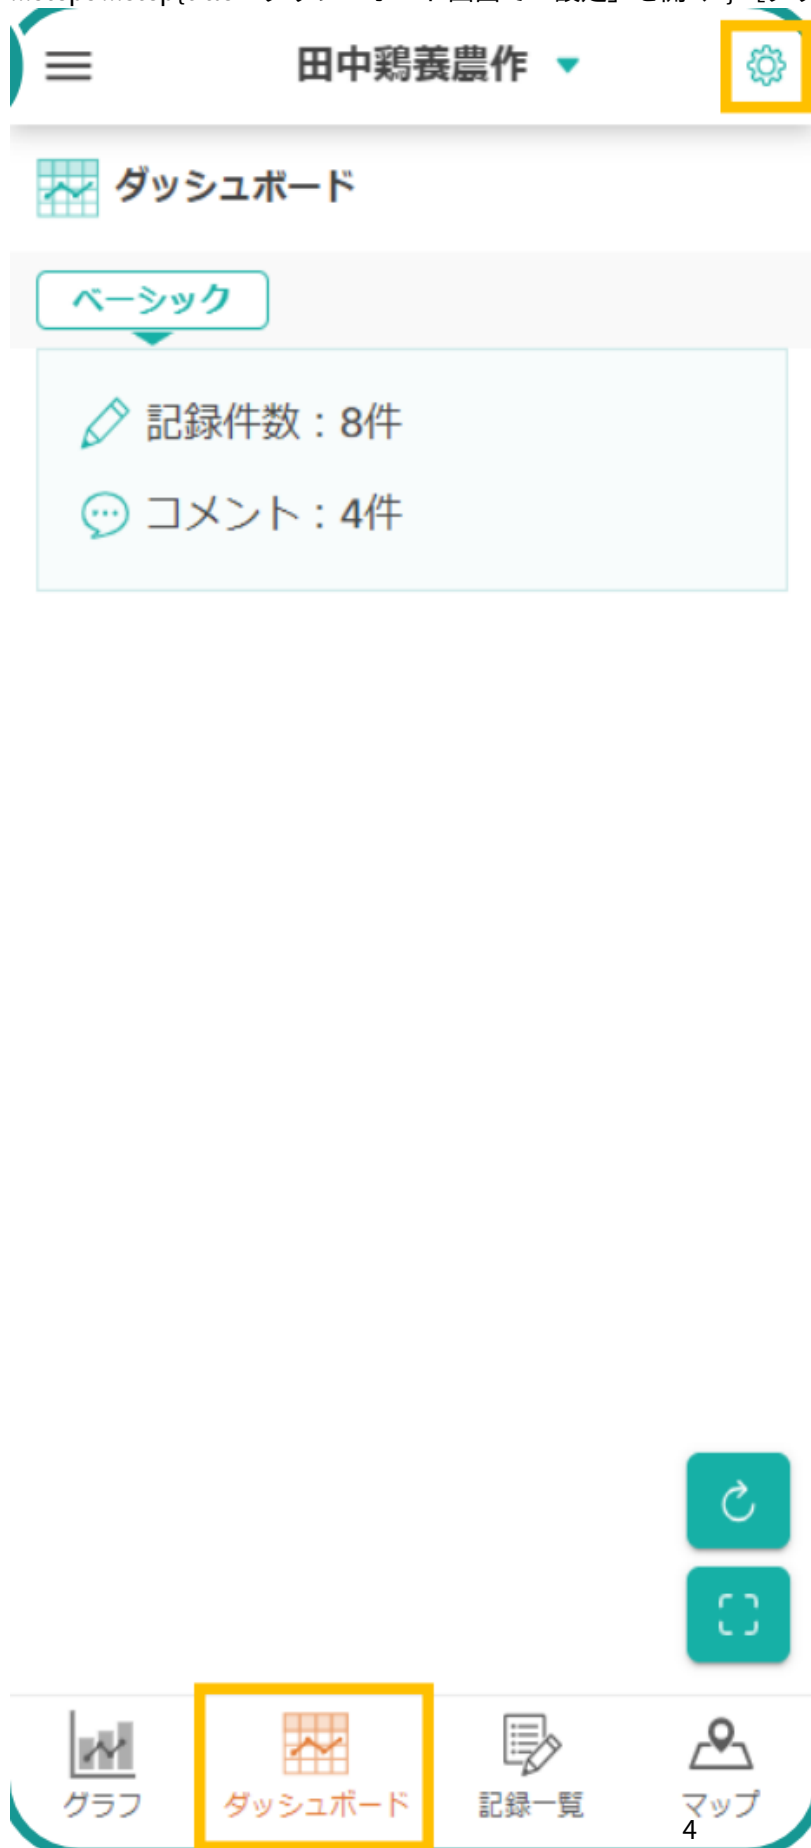 田中鶏養農作
ダッシュボード
ベーシック
記録件数：8件
コメント：4件
グラフ
ダッシュボード
記録一覧
マップ
4